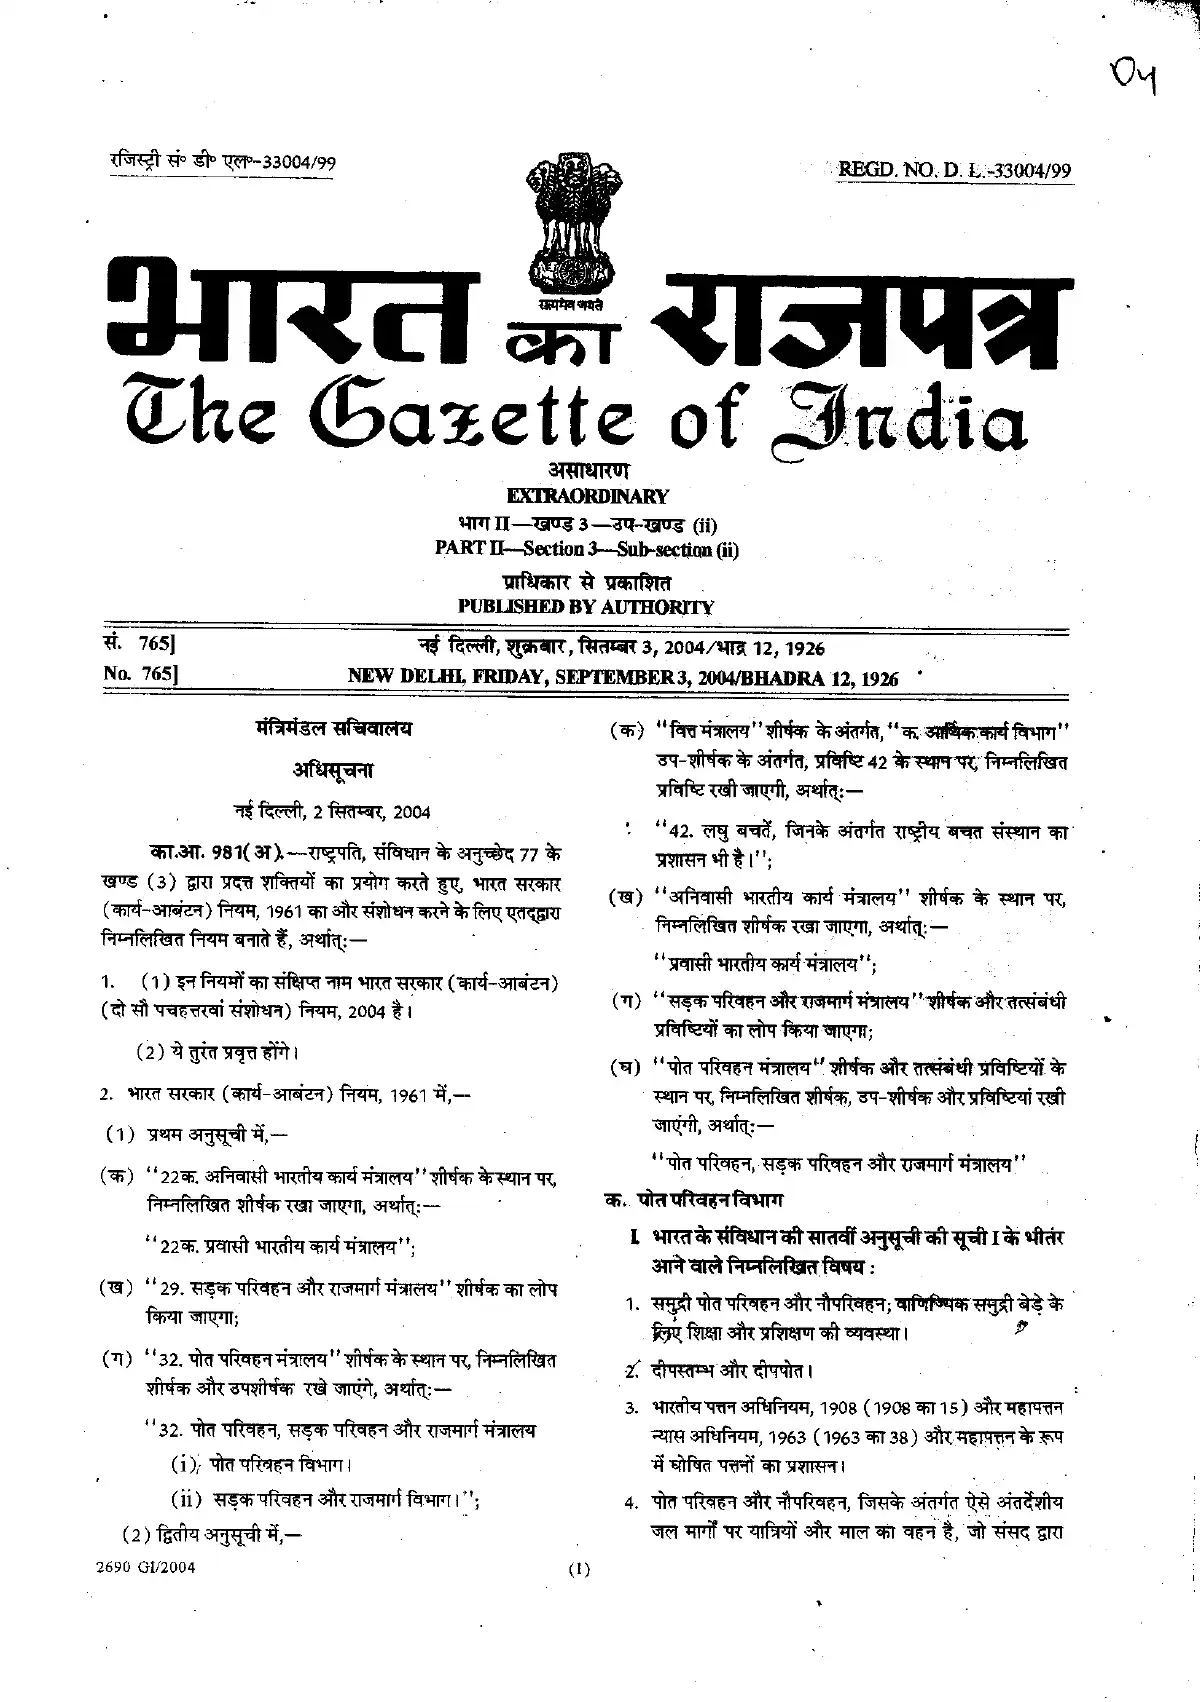 04
रजिस्ट्री सं० डी० एल०-33004/99
REGD. NO. D. L.-33004/99
सत्यमेव जयते
भारत का राजपत्र
The Gazette of India
असाधारण
EXTRAORDINARY
भाग II—खण्ड 3—उप-खण्ड (ii)
PART II—Section 3—Sub-section (ii)
प्राधिकार से प्रकाशित
PUBLISHED BY AUTHORITY
सं. 765]
नई दिल्ली, शुक्रवार, सितम्बर 3, 2004/भाद्र 12, 1926
No. 765]
NEW DELHI, FRIDAY, SEPTEMBER 3, 2004/BHADRA 12, 1926
मंत्रिमंडल सचिवालय
अधिसूचना
नई दिल्ली, 2 सितम्बर, 2004
का.आ. 981(अ).—राष्ट्रपति, संविधान के अनुच्छेद 77 के
खण्ड (3) द्वारा प्रदत्त शक्तियों का प्रयोग करते हुए, भारत सरकार
(कार्य-आबंटन) नियम, 1961 का और संशोधन करने के लिए एतद्द्वारा
निम्नलिखित नियम बनाते हैं, अर्थात्:—
1. (1) इन नियमों का संक्षिप्त नाम भारत सरकार (कार्य-आबंटन)
(दो सौ पचहत्तरवां संशोधन) नियम, 2004 है।
(2) ये तुरंत प्रवृत्त होंगे।
2. भारत सरकार (कार्य-आबंटन) नियम, 1961 में,—
(1) प्रथम अनुसूची में,—
(क) "22क. अनिवासी भारतीय कार्य मंत्रालय" शीर्षक के स्थान पर,
निम्नलिखित शीर्षक रखा जाएगा, अर्थात्:—
"22क. प्रवासी भारतीय कार्य मंत्रालय";
(ख) "29. सड़क परिवहन और राजमार्ग मंत्रालय" शीर्षक का लोप
किया जाएगा;
(ग) "32. पोत परिवहन मंत्रालय" शीर्षक के स्थान पर, निम्नलिखित
शीर्षक और उपशीर्षक रखे जाएंगे, अर्थात्:—
"32. पोत परिवहन, सड़क परिवहन और राजमार्ग मंत्रालय
(i) पोत परिवहन विभाग।
(ii) सड़क परिवहन और राजमार्ग विभाग।";
(2) द्वितीय अनुसूची में,—
(क) "वित्त मंत्रालय" शीर्षक के अंतर्गत, "क. आर्थिक कार्य विभाग"
उप-शीर्षक के अंतर्गत, प्रविष्टि 42 के स्थान पर, निम्नलिखित
प्रविष्टि रखी जाएगी, अर्थात्:—
"42. लघु बचतें, जिनके अंतर्गत राष्ट्रीय बचत संस्थान का
प्रशासन भी है।";
(ख) "अनिवासी भारतीय कार्य मंत्रालय" शीर्षक के स्थान पर,
निम्नलिखित शीर्षक रखा जाएगा, अर्थात्:—
"प्रवासी भारतीय कार्य मंत्रालय";
(ग) "सड़क परिवहन और राजमार्ग मंत्रालय" शीर्षक और तत्संबंधी
प्रविष्टियों का लोप किया जाएगा;
(घ) "पोत परिवहन मंत्रालय" शीर्षक और तत्संबंधी प्रविष्टियों के
स्थान पर, निम्नलिखित शीर्षक, उप-शीर्षक और प्रविष्टियां रखी
जाएंगी, अर्थात्:—
"पोत परिवहन, सड़क परिवहन और राजमार्ग मंत्रालय"
क. पोत परिवहन विभाग
I. भारत के संविधान की सातवीं अनुसूची की सूची I के भीतर
आने वाले निम्नलिखित विषय :
1. समुद्री पोत परिवहन और नौपरिवहन; वाणिज्यिक समुद्री बेड़े के
लिए शिक्षा और प्रशिक्षण की व्यवस्था।
2. दीपस्तम्भ और दीपपोत।
3. भारतीय पत्तन अधिनियम, 1908 (1908 का 15) और महापत्तन
न्यास अधिनियम, 1963 (1963 का 38) और महापत्तन के रूप
में घोषित पत्तनों का प्रशासन।
4. पोत परिवहन और नौपरिवहन, जिसके अंतर्गत ऐसे अंतर्देशीय
जल मार्गों पर यात्रियों और माल का वहन है, जो संसद द्वारा
2690 GI/2004
(1)